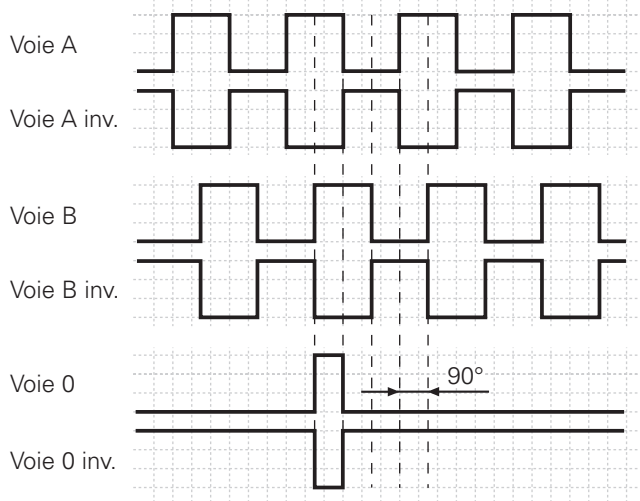 Voie A
Voie A inv.
Voie B
Voie B inv.
Voie 0
90°
Voie 0 inv.